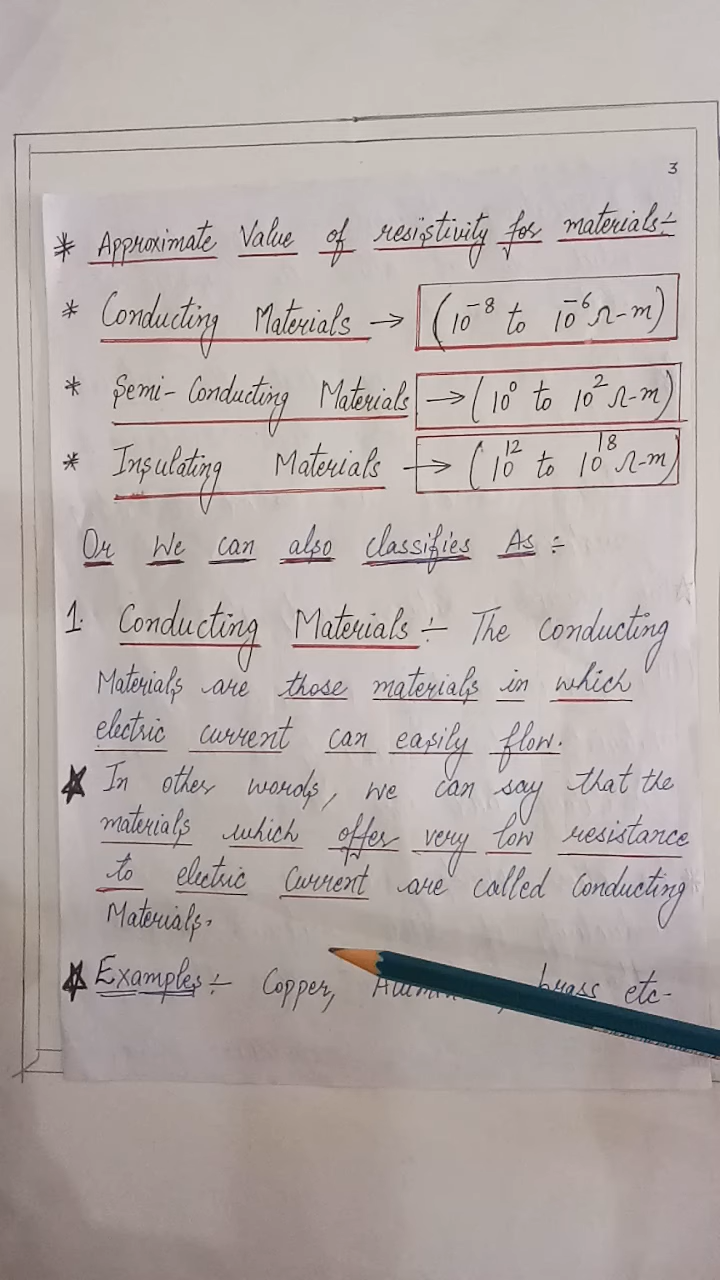 3
* Approximate Value of resistivity for materials:-
* Conducting Materials → (10⁻⁸ to 10⁻⁶ Ω-m)
* Semi-Conducting Materials → (10⁰ to 10² Ω-m)
* Insulating Materials → (10¹² to 10¹⁸ Ω-m)
Or We can also classifies As :-
1. Conducting Materials :- The Conducting
Materials are those materials in which
electric current can easily flow.
★ In other words, we can say that the
materials which offer very low resistance
to electric current are called Conducting
Materials.
★ Examples :- Copper, brass etc-